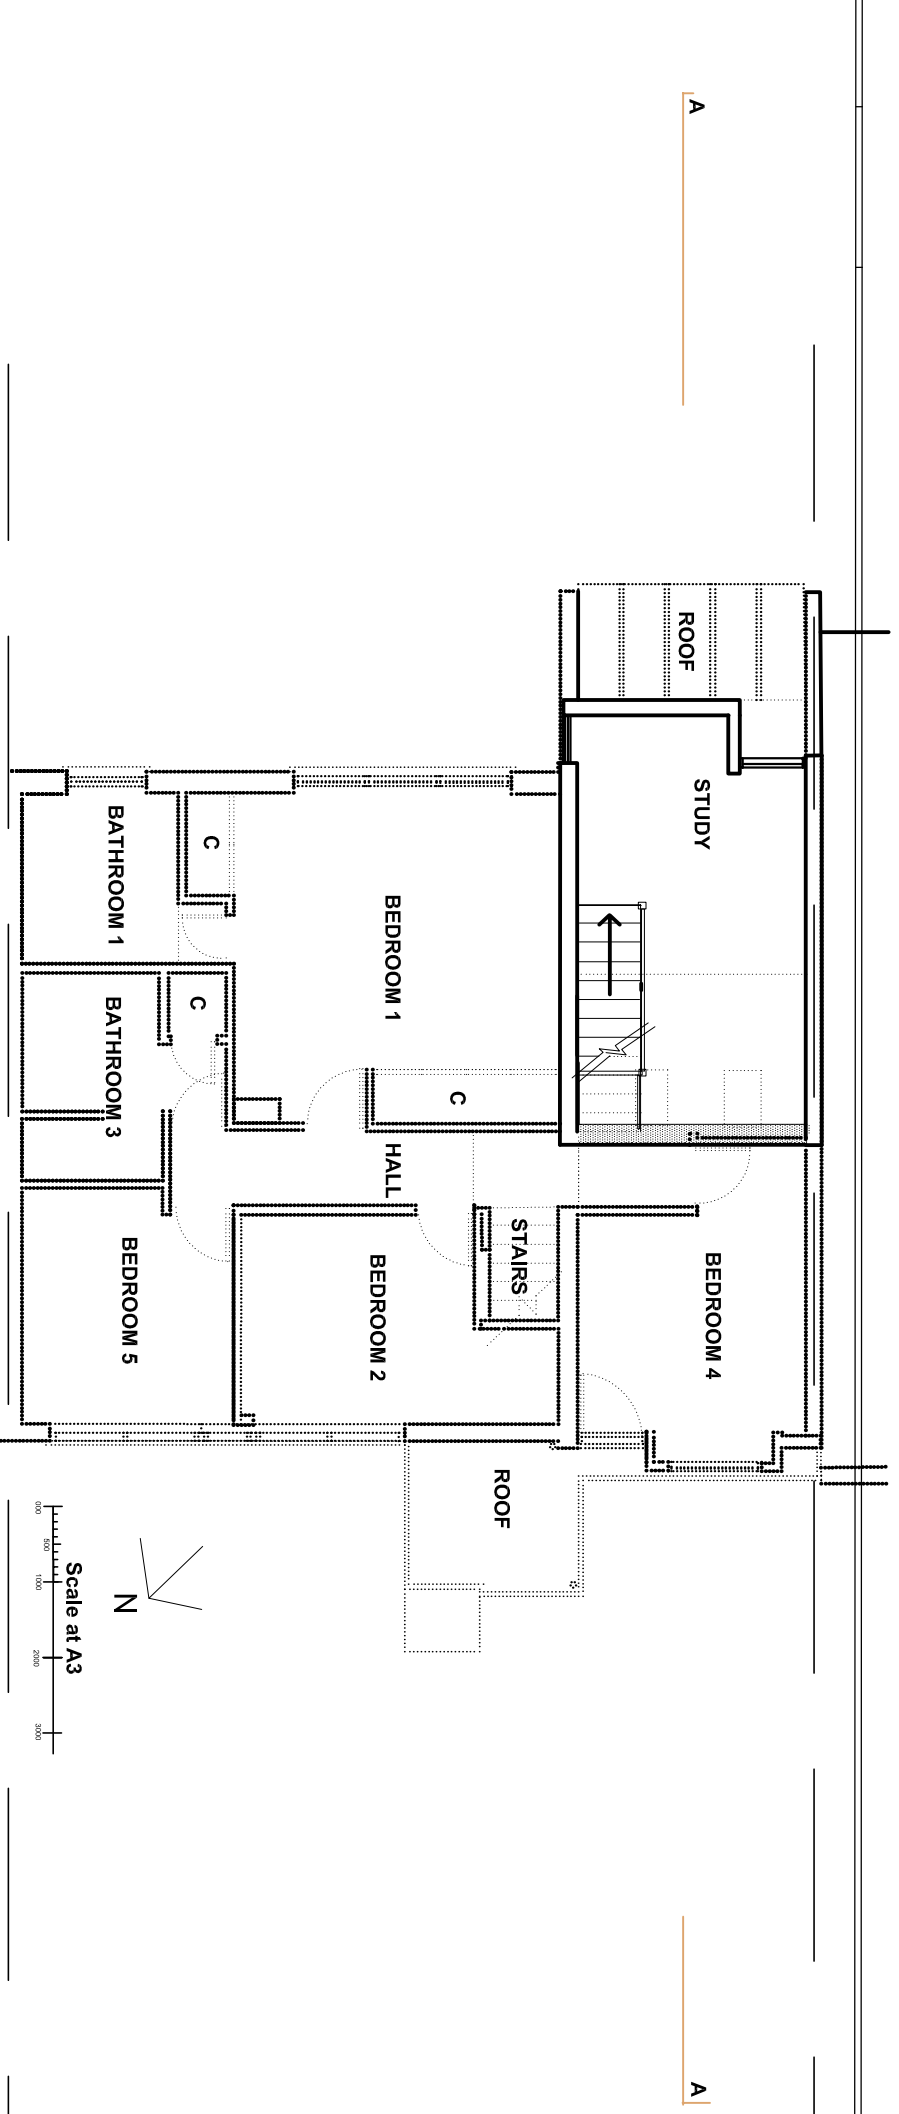 A
ROOF
STUDY
BATHROOM 1
C
BEDROOM 1
BATHROOM 3
C
C
HALL
STAIRS
BEDROOM 5
BEDROOM 2
BEDROOM 4
ROOF
N
Scale at A3
000
500
1000
2000
3000
A